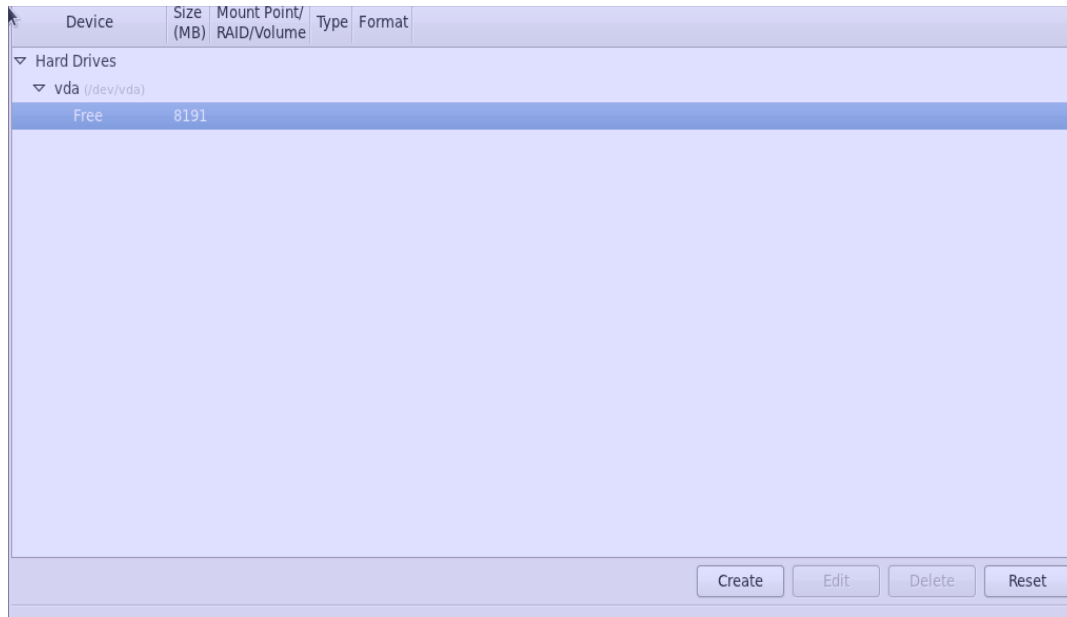 Device
Size
(MB)
Mount Point/
RAID/Volume
Type
Format
Hard Drives
vda (/dev/vda)
Free 8191
Create Edit Delete Reset